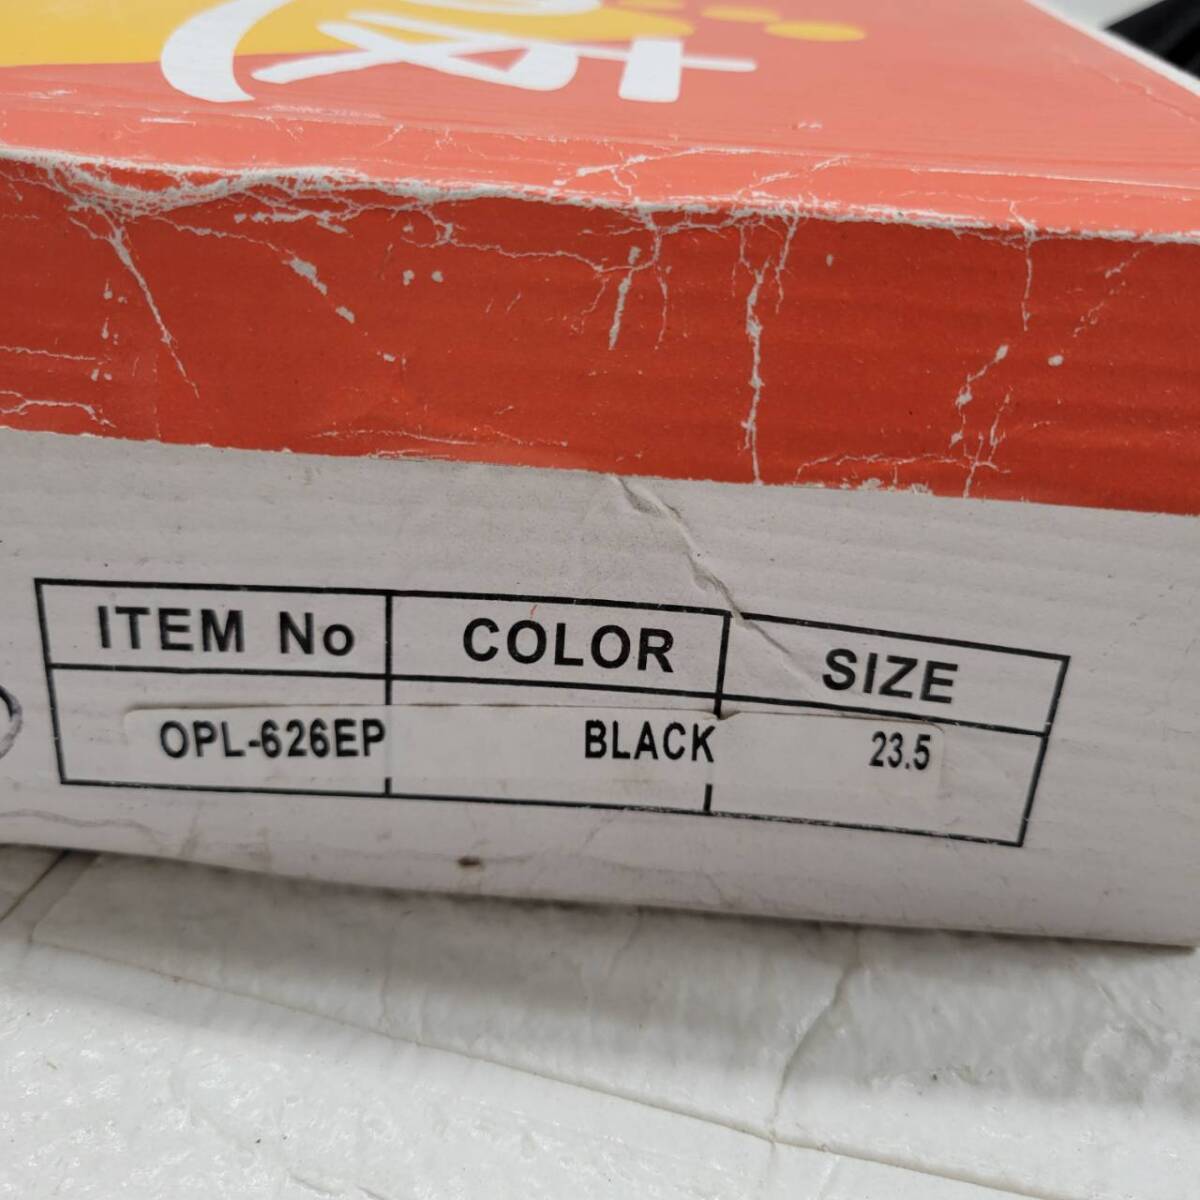 ITEM No COLOR SIZE
OPL-626EP BLACK 23.5